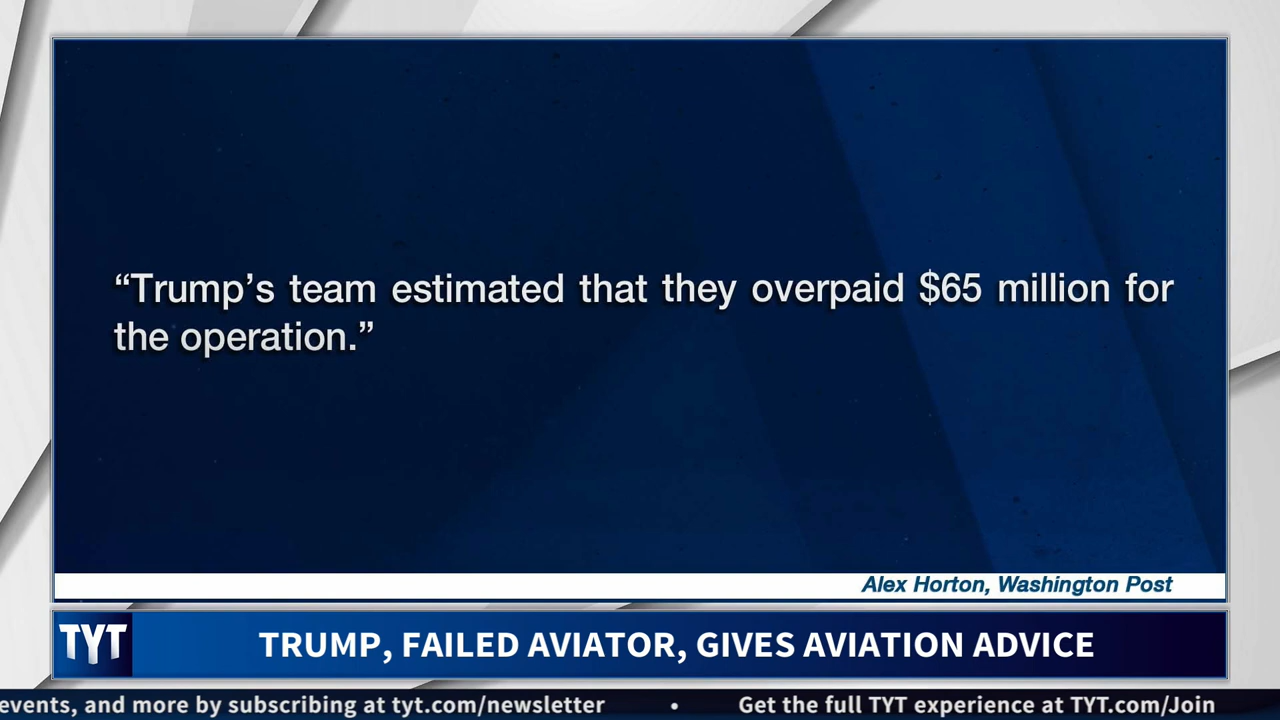 “Trump’s team estimated that they overpaid $65 million for
the operation.”
Alex Horton, Washington Post
TYT
TRUMP, FAILED AVIATOR, GIVES AVIATION ADVICE
events, and more by subscribing at tyt.com/newsletter • Get the full TYT experience at TYT.com/Join